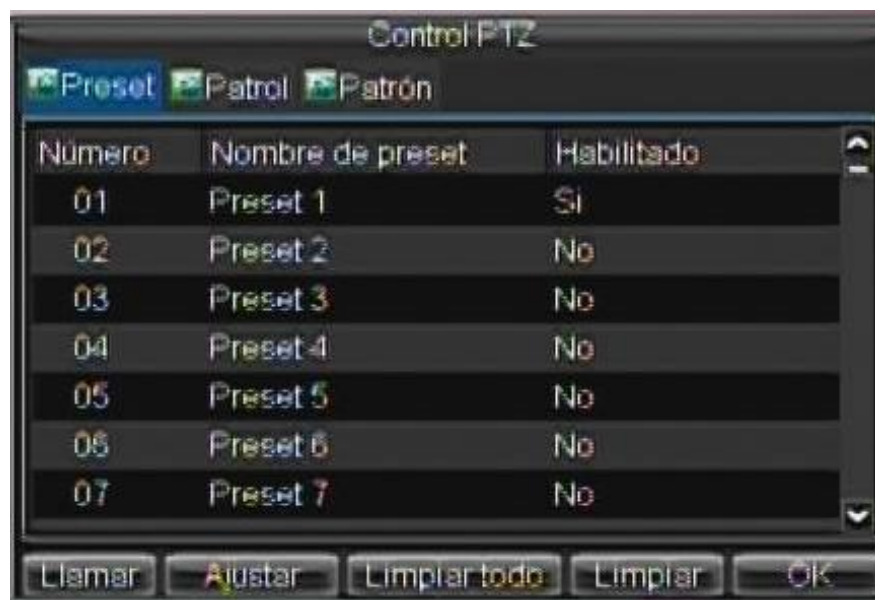 Control PTZ
Preset Patrol Patrón
Número Nombre de preset Habilitado
01 Preset 1 Si
02 Preset 2 No
03 Preset 3 No
04 Preset 4 No
05 Preset 5 No
06 Preset 6 No
07 Preset 7 No
Llamar Ajustar Limpiar todo Limpiar OK